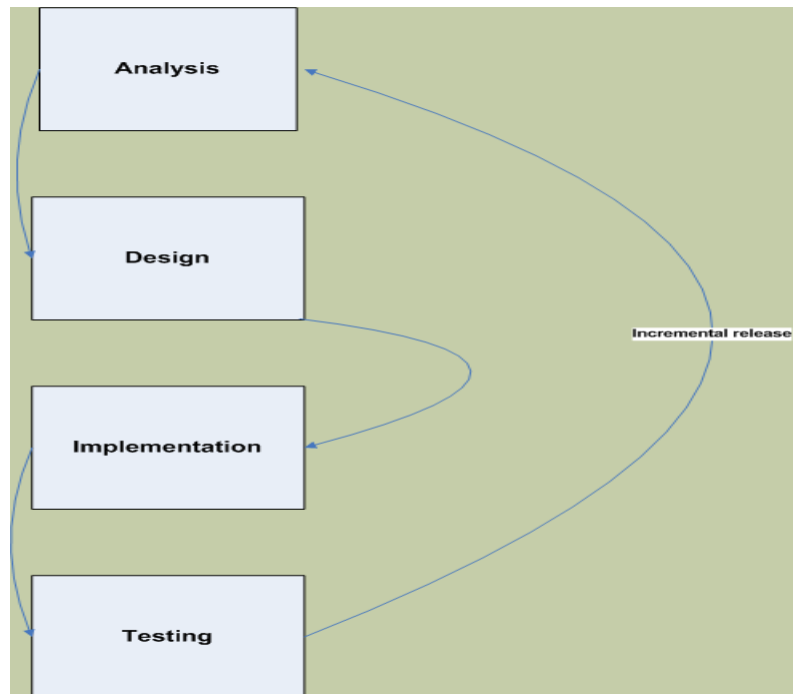 Analysis
Design
Incremental release
Implementation
Testing